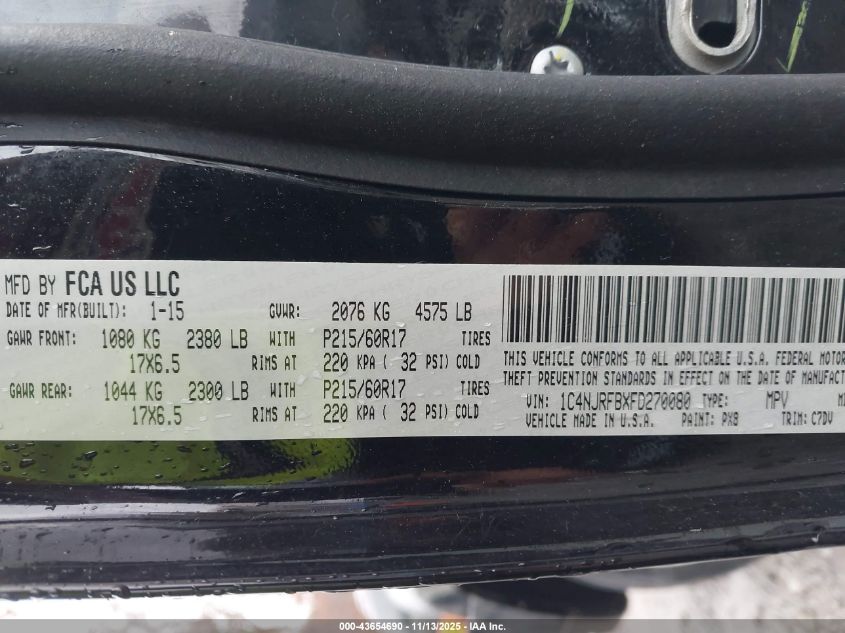 MFD BY FCA US LLC
DATE OF MFR(BUILT): 1-15 GVWR: 2076 KG 4575 LB
GAWR FRONT: 1080 KG 2380 LB WITH P215/60R17 TIRES
17X6.5 RIMS AT 220 KPA ( 32 PSI) COLD
GAWR REAR: 1044 KG 2300 LB WITH P215/60R17 TIRES
17X6.5 RIMS AT 220 KPA ( 32 PSI) COLD
THIS VEHICLE CONFORMS TO ALL APPLICABLE U.S.A. FEDERAL MOTOR
THEFT PREVENTION STANDARDS IN EFFECT ON THE DATE OF MANUFACT
VIN: 1C4NJRFBXFD270080 TYPE: MPV
VEHICLE MADE IN U.S.A. PAINT: PX8 TRIM: C7DV
000-43654690 - 11/13/2025 - IAA Inc.